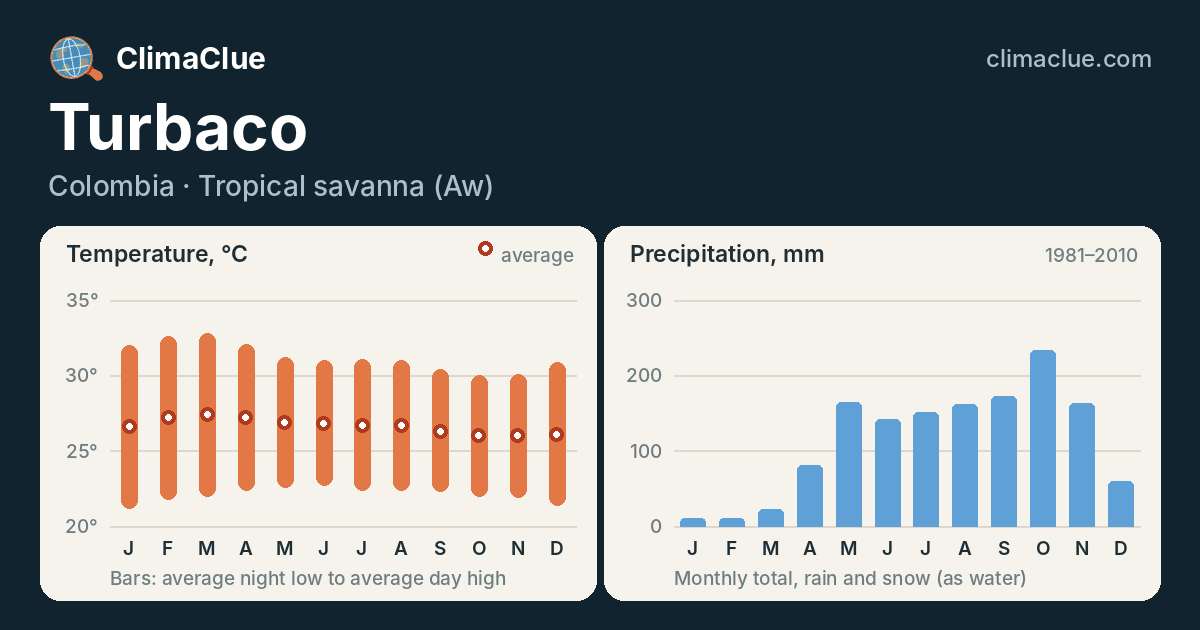 ClimaClue
climaclue.com
Turbaco
Colombia · Tropical savanna (Aw)
Temperature, °C
average
35°
30°
25°
20°
J F M A M J J A S O N D
Bars: average night low to average day high
Precipitation, mm
1981–2010
300
200
100
0
J F M A M J J A S O N D
Monthly total, rain and snow (as water)